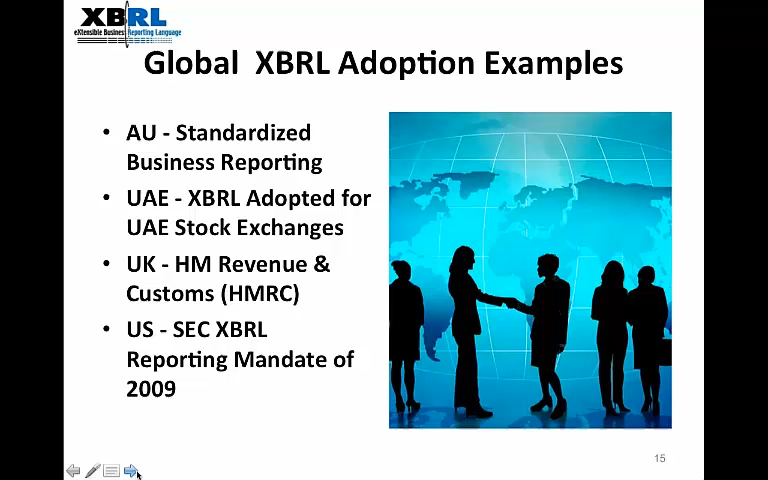 XBRL
eXtensible Business Reporting Language
Global XBRL Adoption Examples
• AU - Standardized
Business Reporting
• UAE - XBRL Adopted for
UAE Stock Exchanges
• UK - HM Revenue &
Customs (HMRC)
• US - SEC XBRL
Reporting Mandate of
2009
15